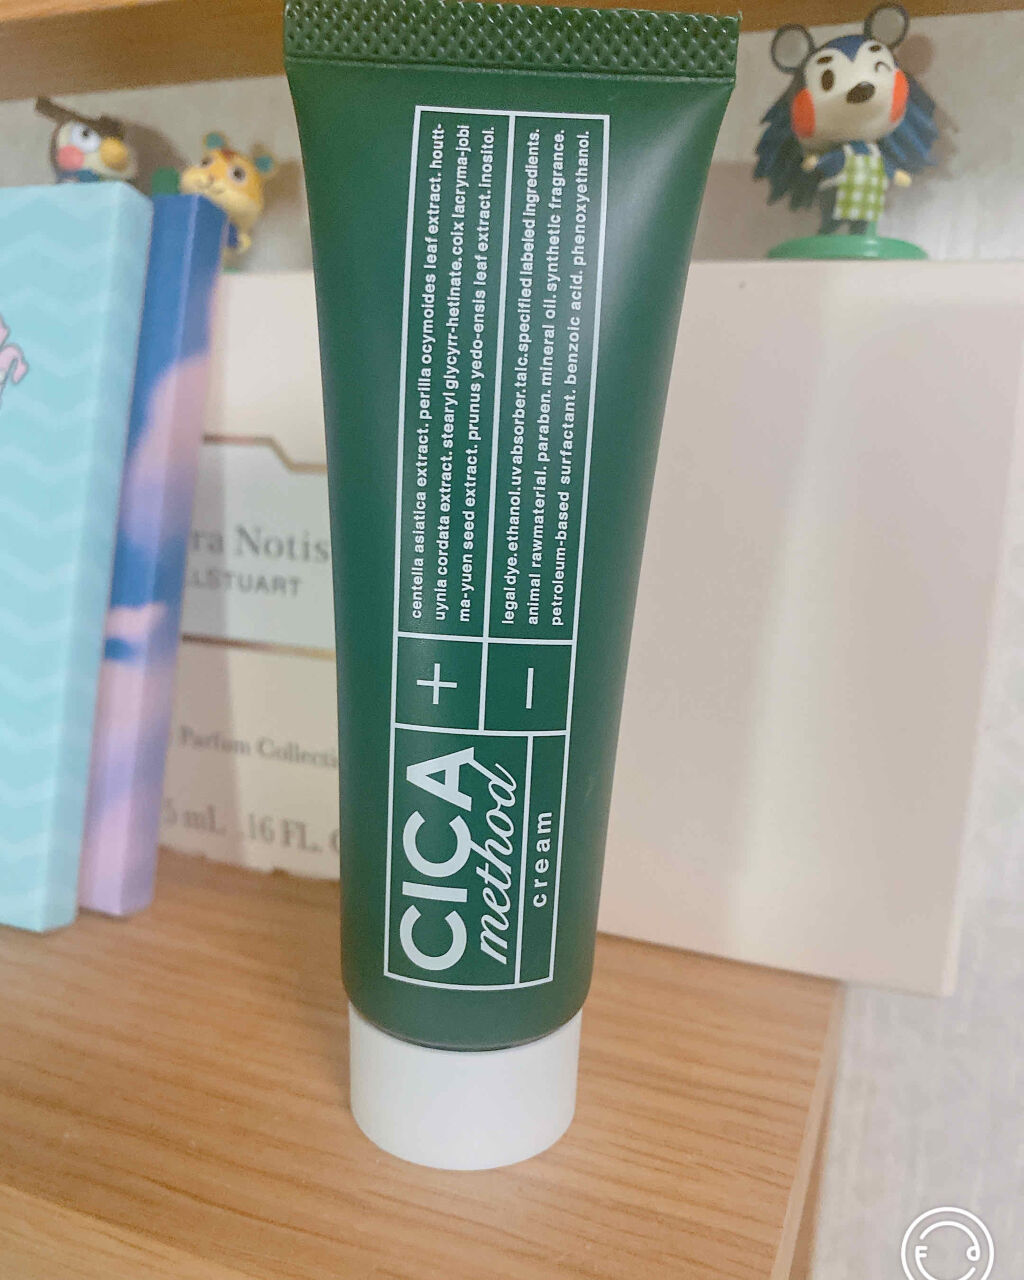 CICA
method
cream
+
centella asiatica extract. perilla ocymoides leaf extract. houtt-
uynia cordata extract. stearyl glycyrr-hetinate.coix lacryma-jobi
ma-yuen seed extract. prunus yedo-ensis leaf extract.inositol.
−
legal dye.ethanol.uv absorber.talc.specified labeled ingredients.
animal rawmaterial. paraben. mineral oil. synthetic fragrance.
petroleum-based surfactant. benzoic acid. phenoxyethanol.
ra Notis
LSTUART
Parfum Collecti
5 mL .16 FL.
F d